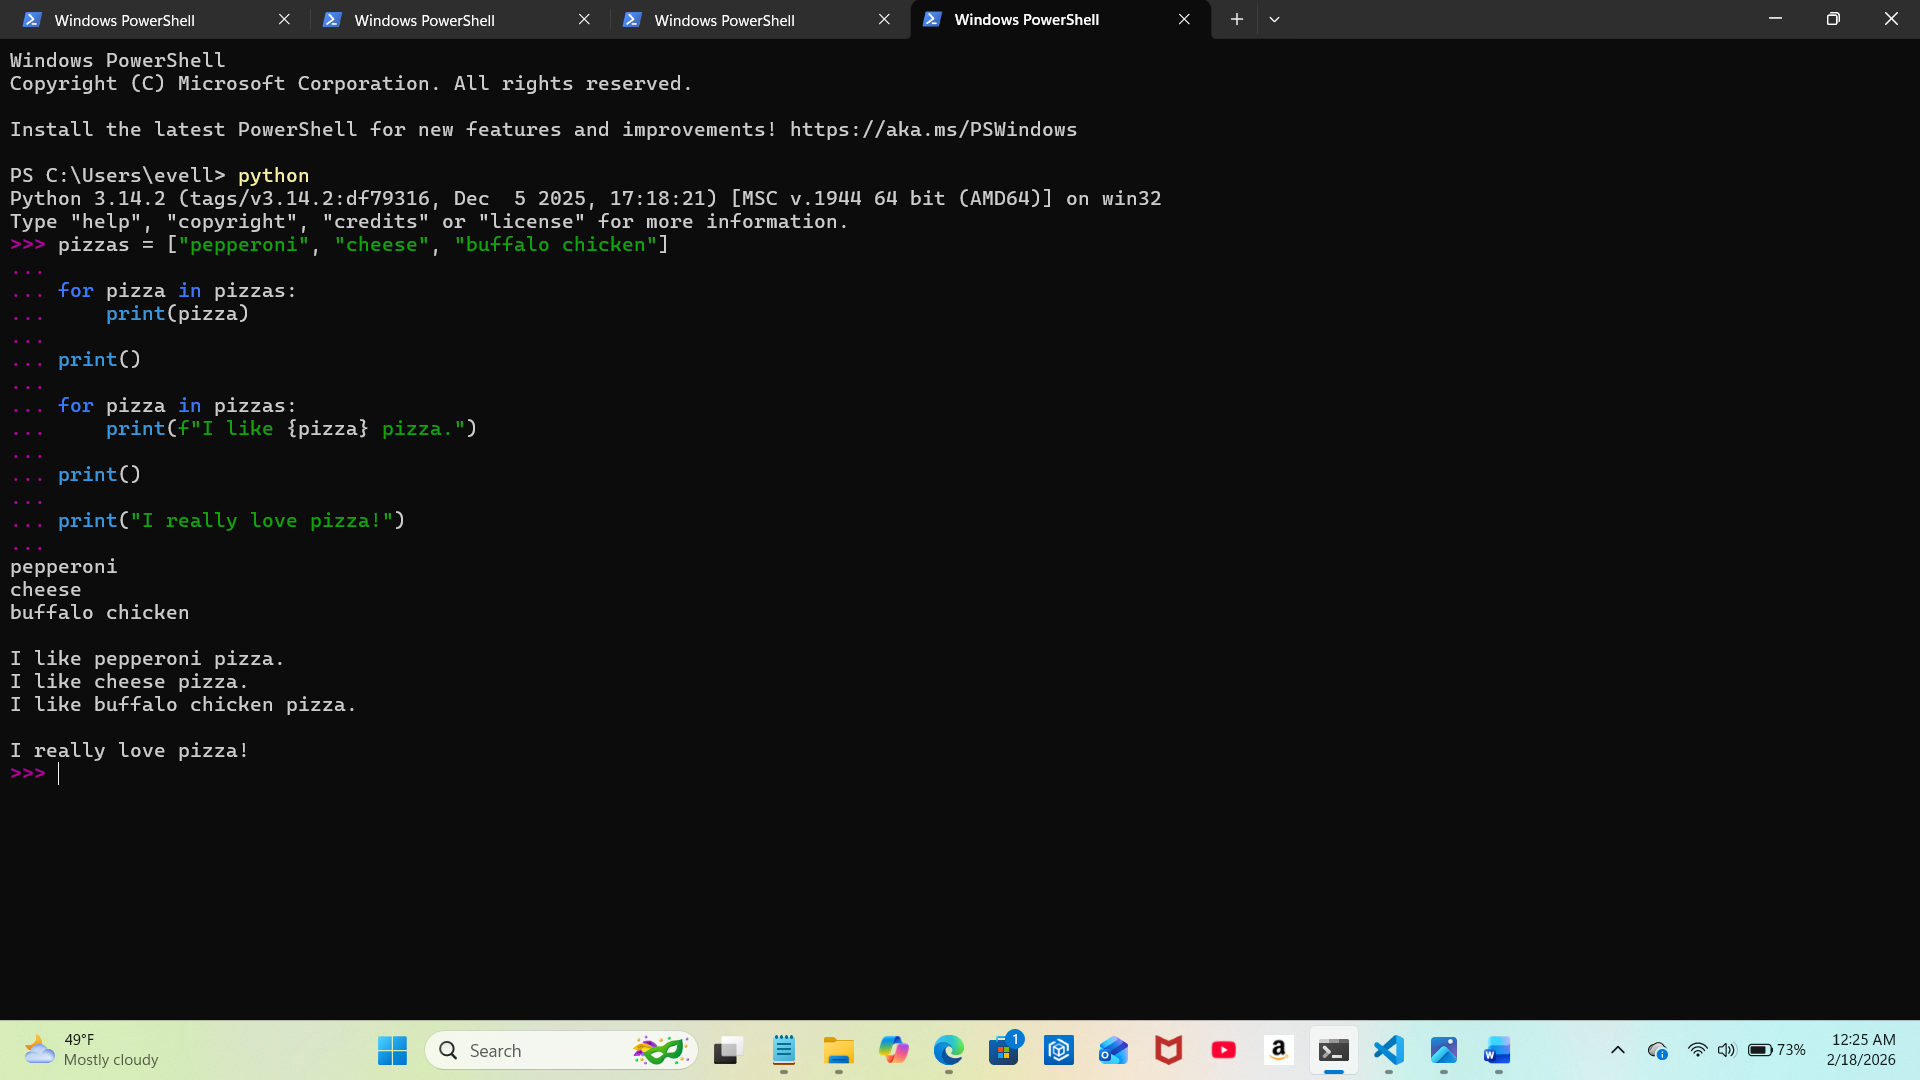 Windows PowerShell
Windows PowerShell
Windows PowerShell
Windows PowerShell
Windows PowerShell
Copyright (C) Microsoft Corporation. All rights reserved.
Install the latest PowerShell for new features and improvements! https://aka.ms/PSWindows
PS C:\Users\evell> python
Python 3.14.2 (tags/v3.14.2:df79316, Dec  5 2025, 17:18:21) [MSC v.1944 64 bit (AMD64)] on win32
Type "help", "copyright", "credits" or "license" for more information.
>>> pizzas = ["pepperoni", "cheese", "buffalo chicken"]
...
... for pizza in pizzas:
...     print(pizza)
...
... print()
...
... for pizza in pizzas:
...     print(f"I like {pizza} pizza.")
...
... print()
...
... print("I really love pizza!")
...
pepperoni
cheese
buffalo chicken
I like pepperoni pizza.
I like cheese pizza.
I like buffalo chicken pizza.
I really love pizza!
>>>
49°F
Mostly cloudy
Search
1
73%
12:25 AM
2/18/2026